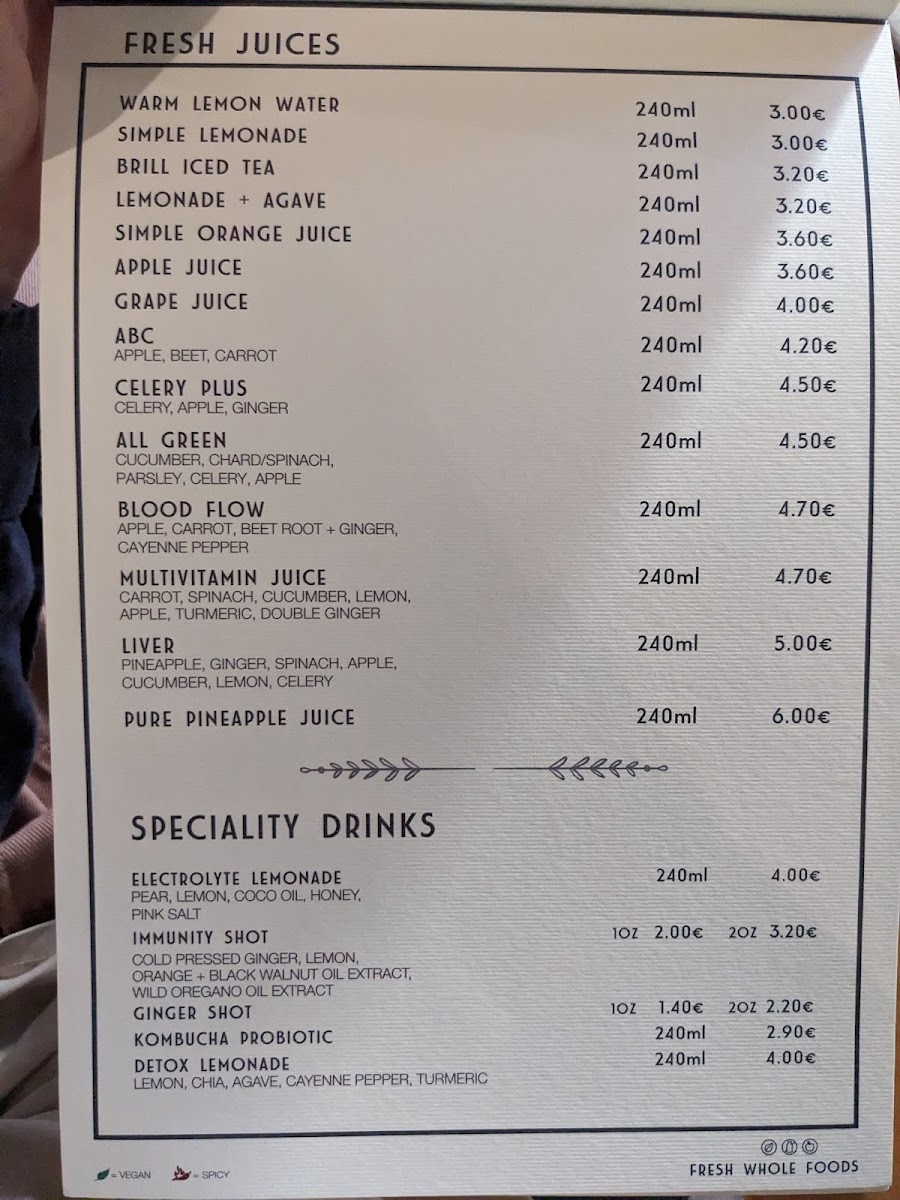 FRESH JUICES
WARM LEMON WATER 240ml 3.00€
SIMPLE LEMONADE 240ml 3.00€
BRILL ICED TEA 240ml 3.20€
LEMONADE + AGAVE 240ml 3.20€
SIMPLE ORANGE JUICE 240ml 3.60€
APPLE JUICE 240ml 3.60€
GRAPE JUICE 240ml 4.00€
ABC 240ml 4.20€
APPLE, BEET, CARROT
CELERY PLUS 240ml 4.50€
CELERY, APPLE, GINGER
ALL GREEN 240ml 4.50€
CUCUMBER, CHARD/SPINACH,
PARSLEY, CELERY, APPLE
BLOOD FLOW 240ml 4.70€
APPLE, CARROT, BEET ROOT + GINGER,
CAYENNE PEPPER
MULTIVITAMIN JUICE 240ml 4.70€
CARROT, SPINACH, CUCUMBER, LEMON,
APPLE, TURMERIC, DOUBLE GINGER
LIVER 240ml 5.00€
PINEAPPLE, GINGER, SPINACH, APPLE,
CUCUMBER, LEMON, CELERY
PURE PINEAPPLE JUICE 240ml 6.00€
SPECIALITY DRINKS
ELECTROLYTE LEMONADE 240ml 4.00€
PEAR, LEMON, COCO OIL, HONEY,
PINK SALT
IMMUNITY SHOT 1OZ 2.00€ 2OZ 3.20€
COLD PRESSED GINGER, LEMON,
ORANGE + BLACK WALNUT OIL EXTRACT,
WILD OREGANO OIL EXTRACT
GINGER SHOT 1OZ 1.40€ 2OZ 2.20€
KOMBUCHA PROBIOTIC 240ml 2.90€
DETOX LEMONADE 240ml 4.00€
LEMON, CHIA, AGAVE, CAYENNE PEPPER, TURMERIC
= VEGAN = SPICY
FRESH WHOLE FOODS